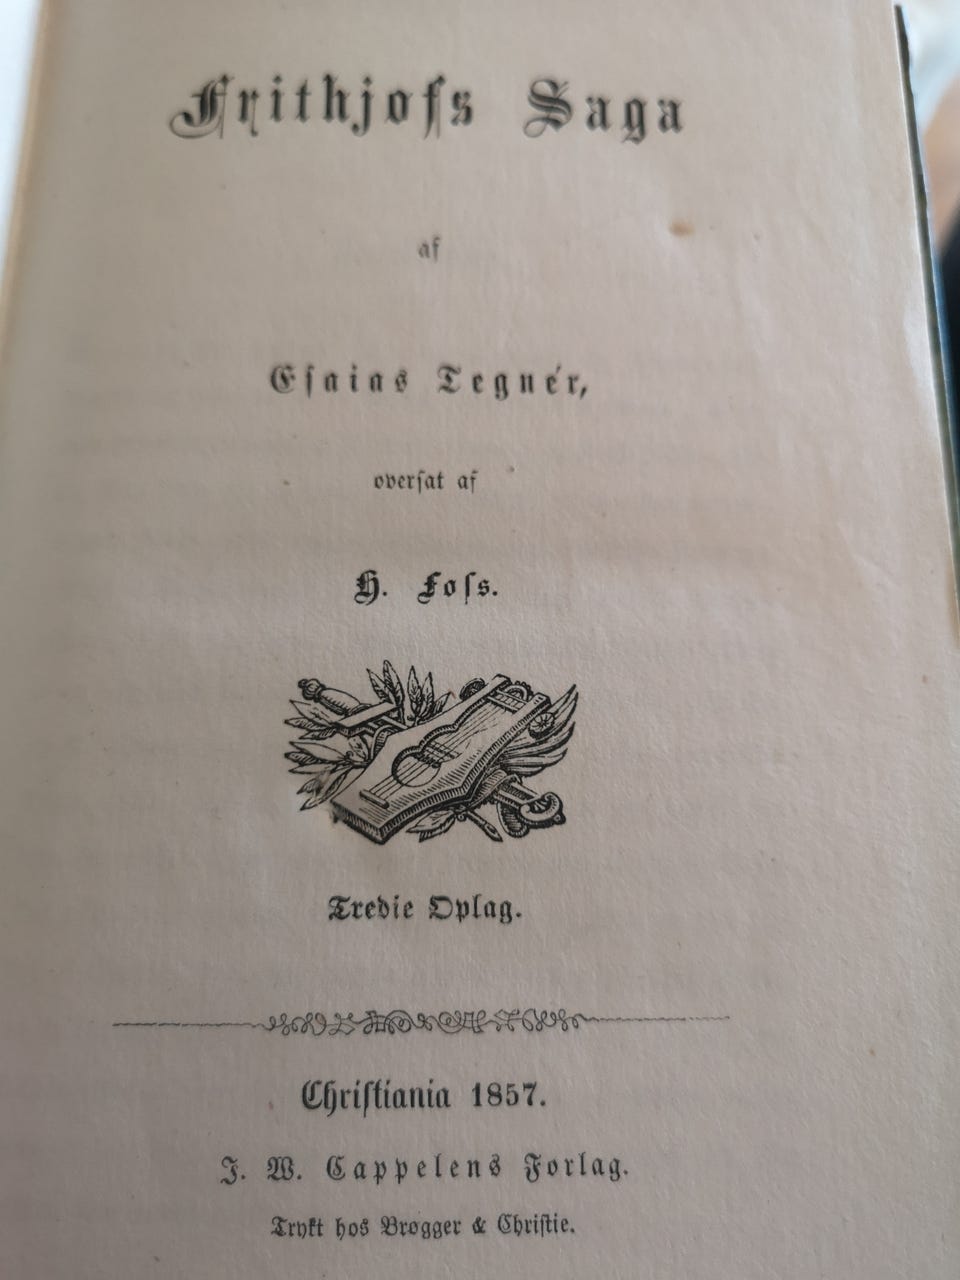 Frithjofs Saga
af
Esaias Tegnér,
oversat af
H. Foss.
Tredie Oplag.
Christiania 1857.
J. W. Cappelens Forlag.
Trykt hos Brøgger & Christie.